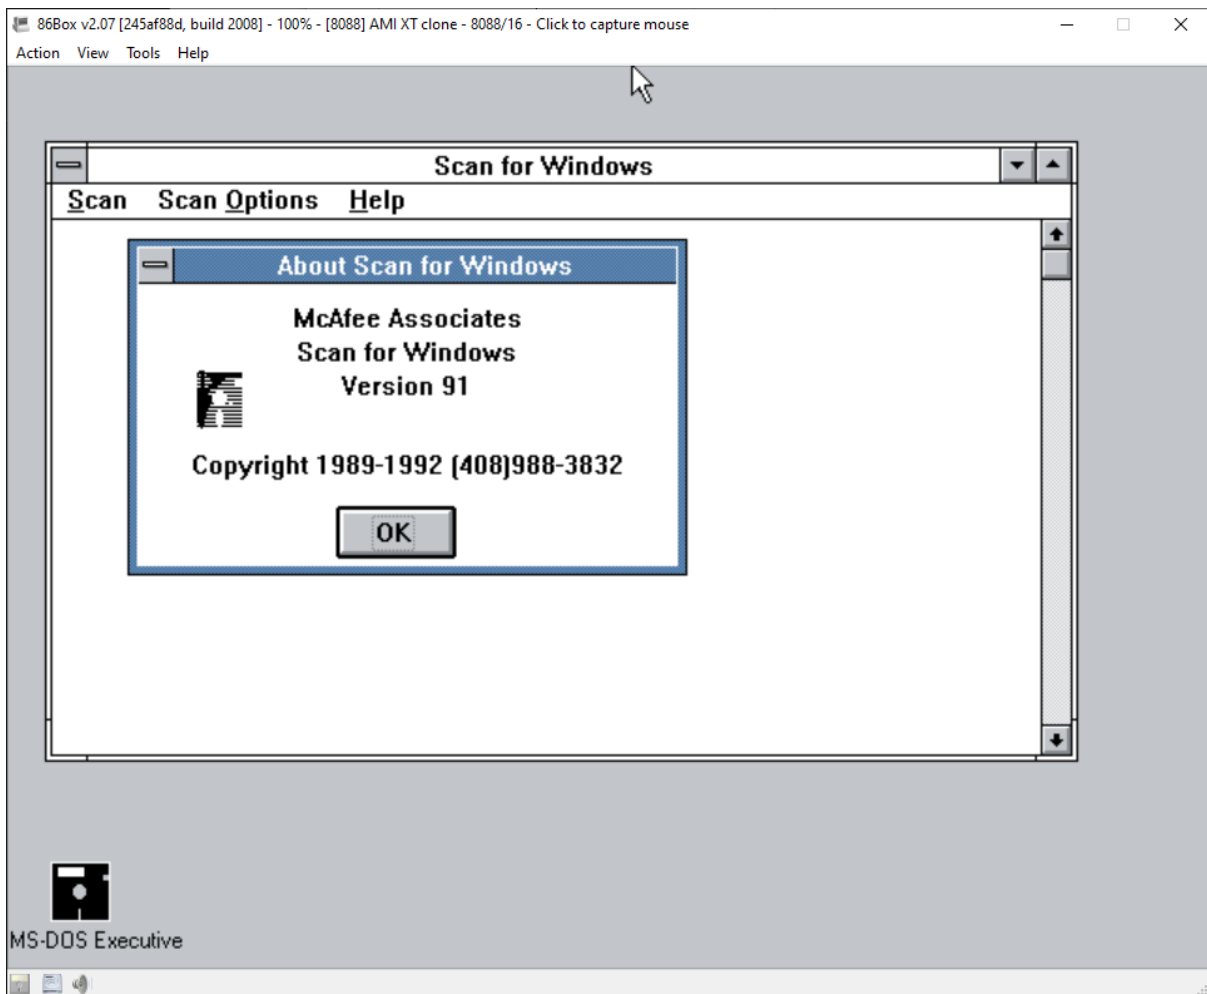 86Box v2.07 [245af88d, build 2008] - 100% - [8088] AMI XT clone - 8088/16 - Click to capture mouse
Action View Tools Help
Scan for Windows
Scan Scan Options Help
About Scan for Windows
McAfee Associates
Scan for Windows
Version 91
Copyright 1989-1992 (408)988-3832
OK
MS-DOS Executive